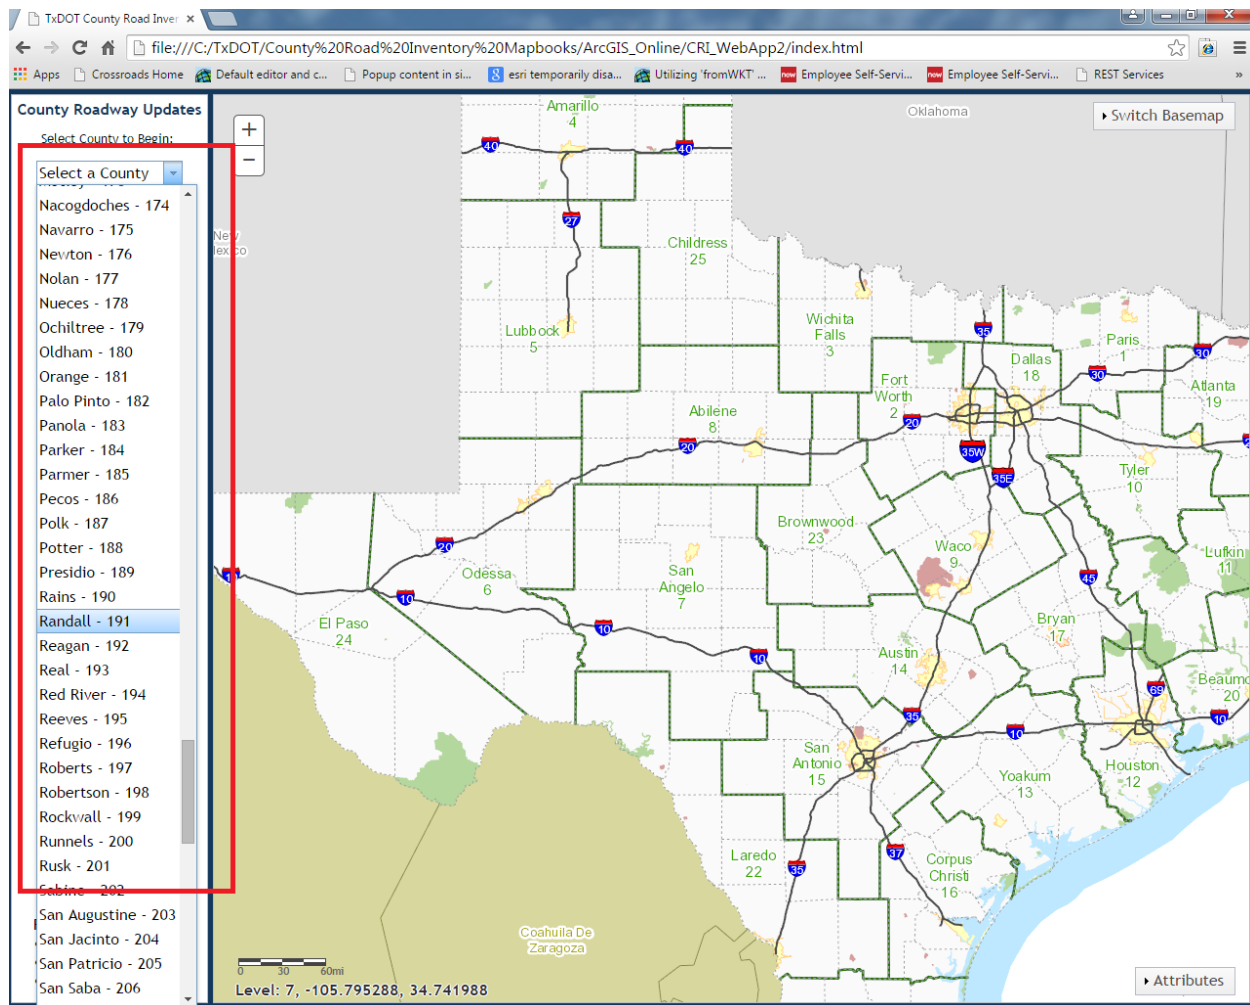 TxDOT County Road Inver
file:///C:/TxDOT/County%20Road%20Inventory%20Mapbooks/ArcGIS_Online/CRI_WebApp2/index.html
Apps Crossroads Home Default editor and c... Popup content in si... esri temporarily disa... Utilizing 'fromWKT' ... Employee Self-Servi... Employee Self-Servi... REST Services »
County Roadway Updates
Select County to Begin:
Select a County
Nacogdoches - 174
Navarro - 175
Newton - 176
Nolan - 177
Nueces - 178
Ochiltree - 179
Oldham - 180
Orange - 181
Palo Pinto - 182
Panola - 183
Parker - 184
Parmer - 185
Pecos - 186
Polk - 187
Potter - 188
Presidio - 189
Rains - 190
Randall - 191
Reagan - 192
Real - 193
Red River - 194
Reeves - 195
Refugio - 196
Roberts - 197
Robertson - 198
Rockwall - 199
Runnels - 200
Rusk - 201
Sabine - 202
San Augustine - 203
San Jacinto - 204
San Patricio - 205
San Saba - 206
+
−
Switch Basemap
Oklahoma
Amarillo
4
40
40
27
New
Childress
25
Lubbock
5
Wichita
Falls
3
35
Paris
1
30
Dallas
18
30
Atlanta
19
Fort
Worth
2
20
Abilene
8
20
35W
35E
Tyler
10
Brownwood
23
Waco
9
Lufkin
11
20
Odessa
6
San
Angelo
7
45
10
10
El Paso
24
10
10
Bryan
17
Austin
14
69
Beaumo
20
35
10
10
San
Antonio
15
Yoakum
13
Houston
12
Laredo
22
35
37
Corpus
Christi
16
Coahuila De
Zaragoza
0 30 60mi
Level: 7, -105.795288, 34.741988
Attributes